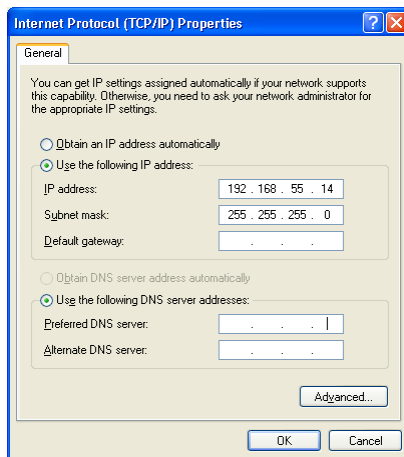 Internet Protocol (TCP/IP) Properties
General
You can get IP settings assigned automatically if your network supports
this capability. Otherwise, you need to ask your network administrator for
the appropriate IP settings.
Obtain an IP address automatically
Use the following IP address:
IP address: 192 . 168 . 55 . 14
Subnet mask: 255 . 255 . 255 . 0
Default gateway: . . .
Obtain DNS server address automatically
Use the following DNS server addresses:
Preferred DNS server: . . .
Alternate DNS server: . . .
Advanced...
OK Cancel